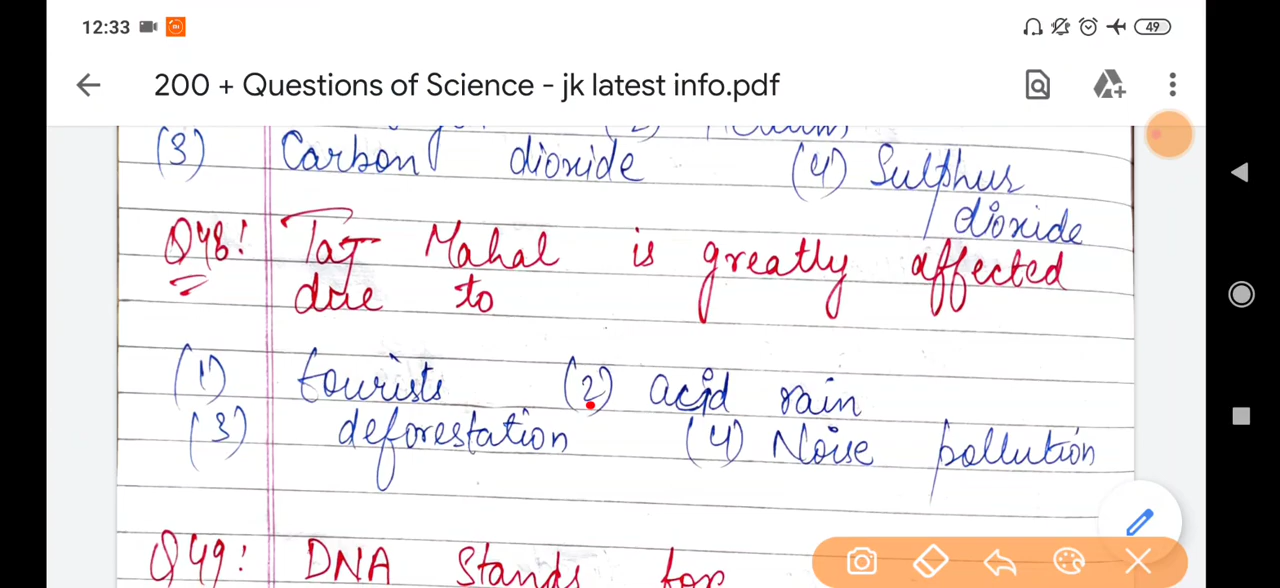 12:33
49
200 + Questions of Science - jk latest info.pdf
(3) Carbon dioxide (4) Sulphur
dioxide
Q48! Taj Mahal is greatly affected
due to
(1) tourists (2) acid rain
(3) deforestation (4) Noise pollution
Q49: DNA Stands for